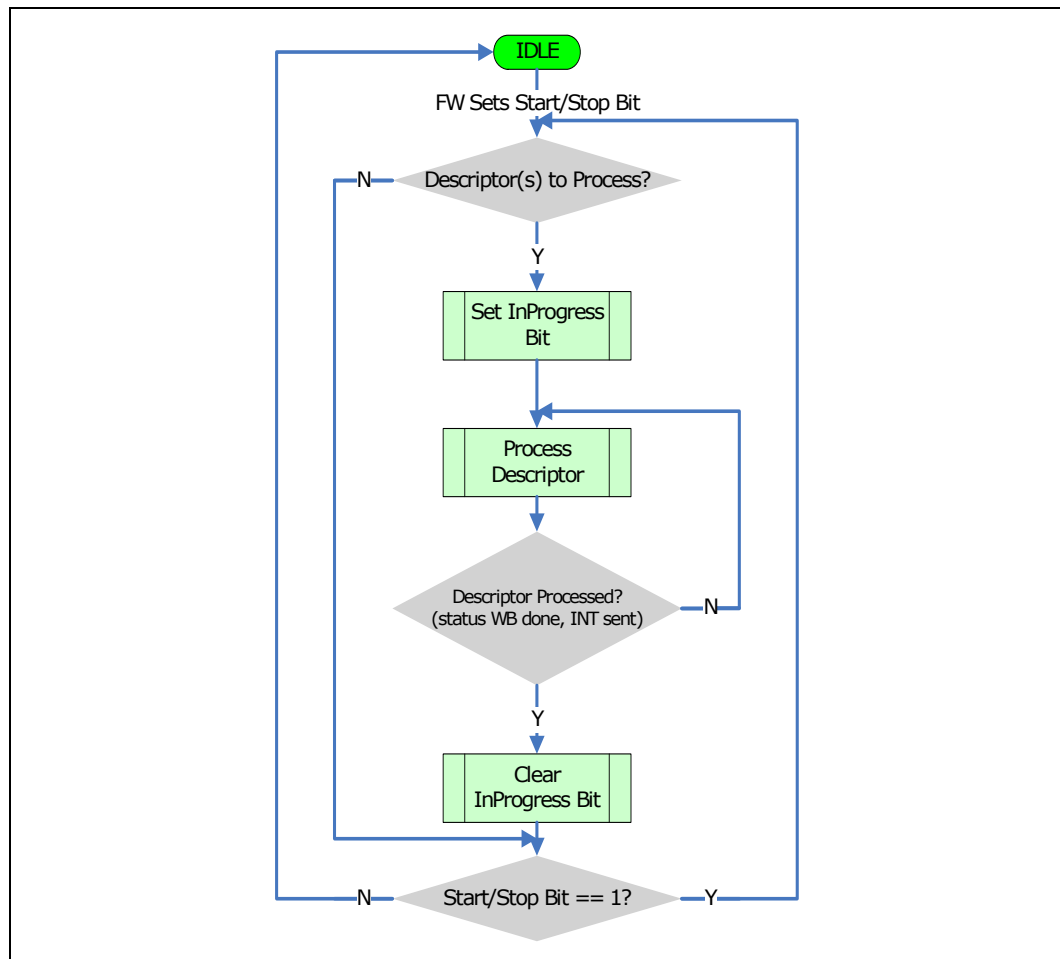 IDLE
FW Sets Start/Stop Bit
N
Descriptor(s) to Process?
Y
Set InProgress
Bit
Process
Descriptor
Descriptor Processed?
(status WB done, INT sent)
N
Y
Clear
InProgress Bit
N
Start/Stop Bit == 1?
Y